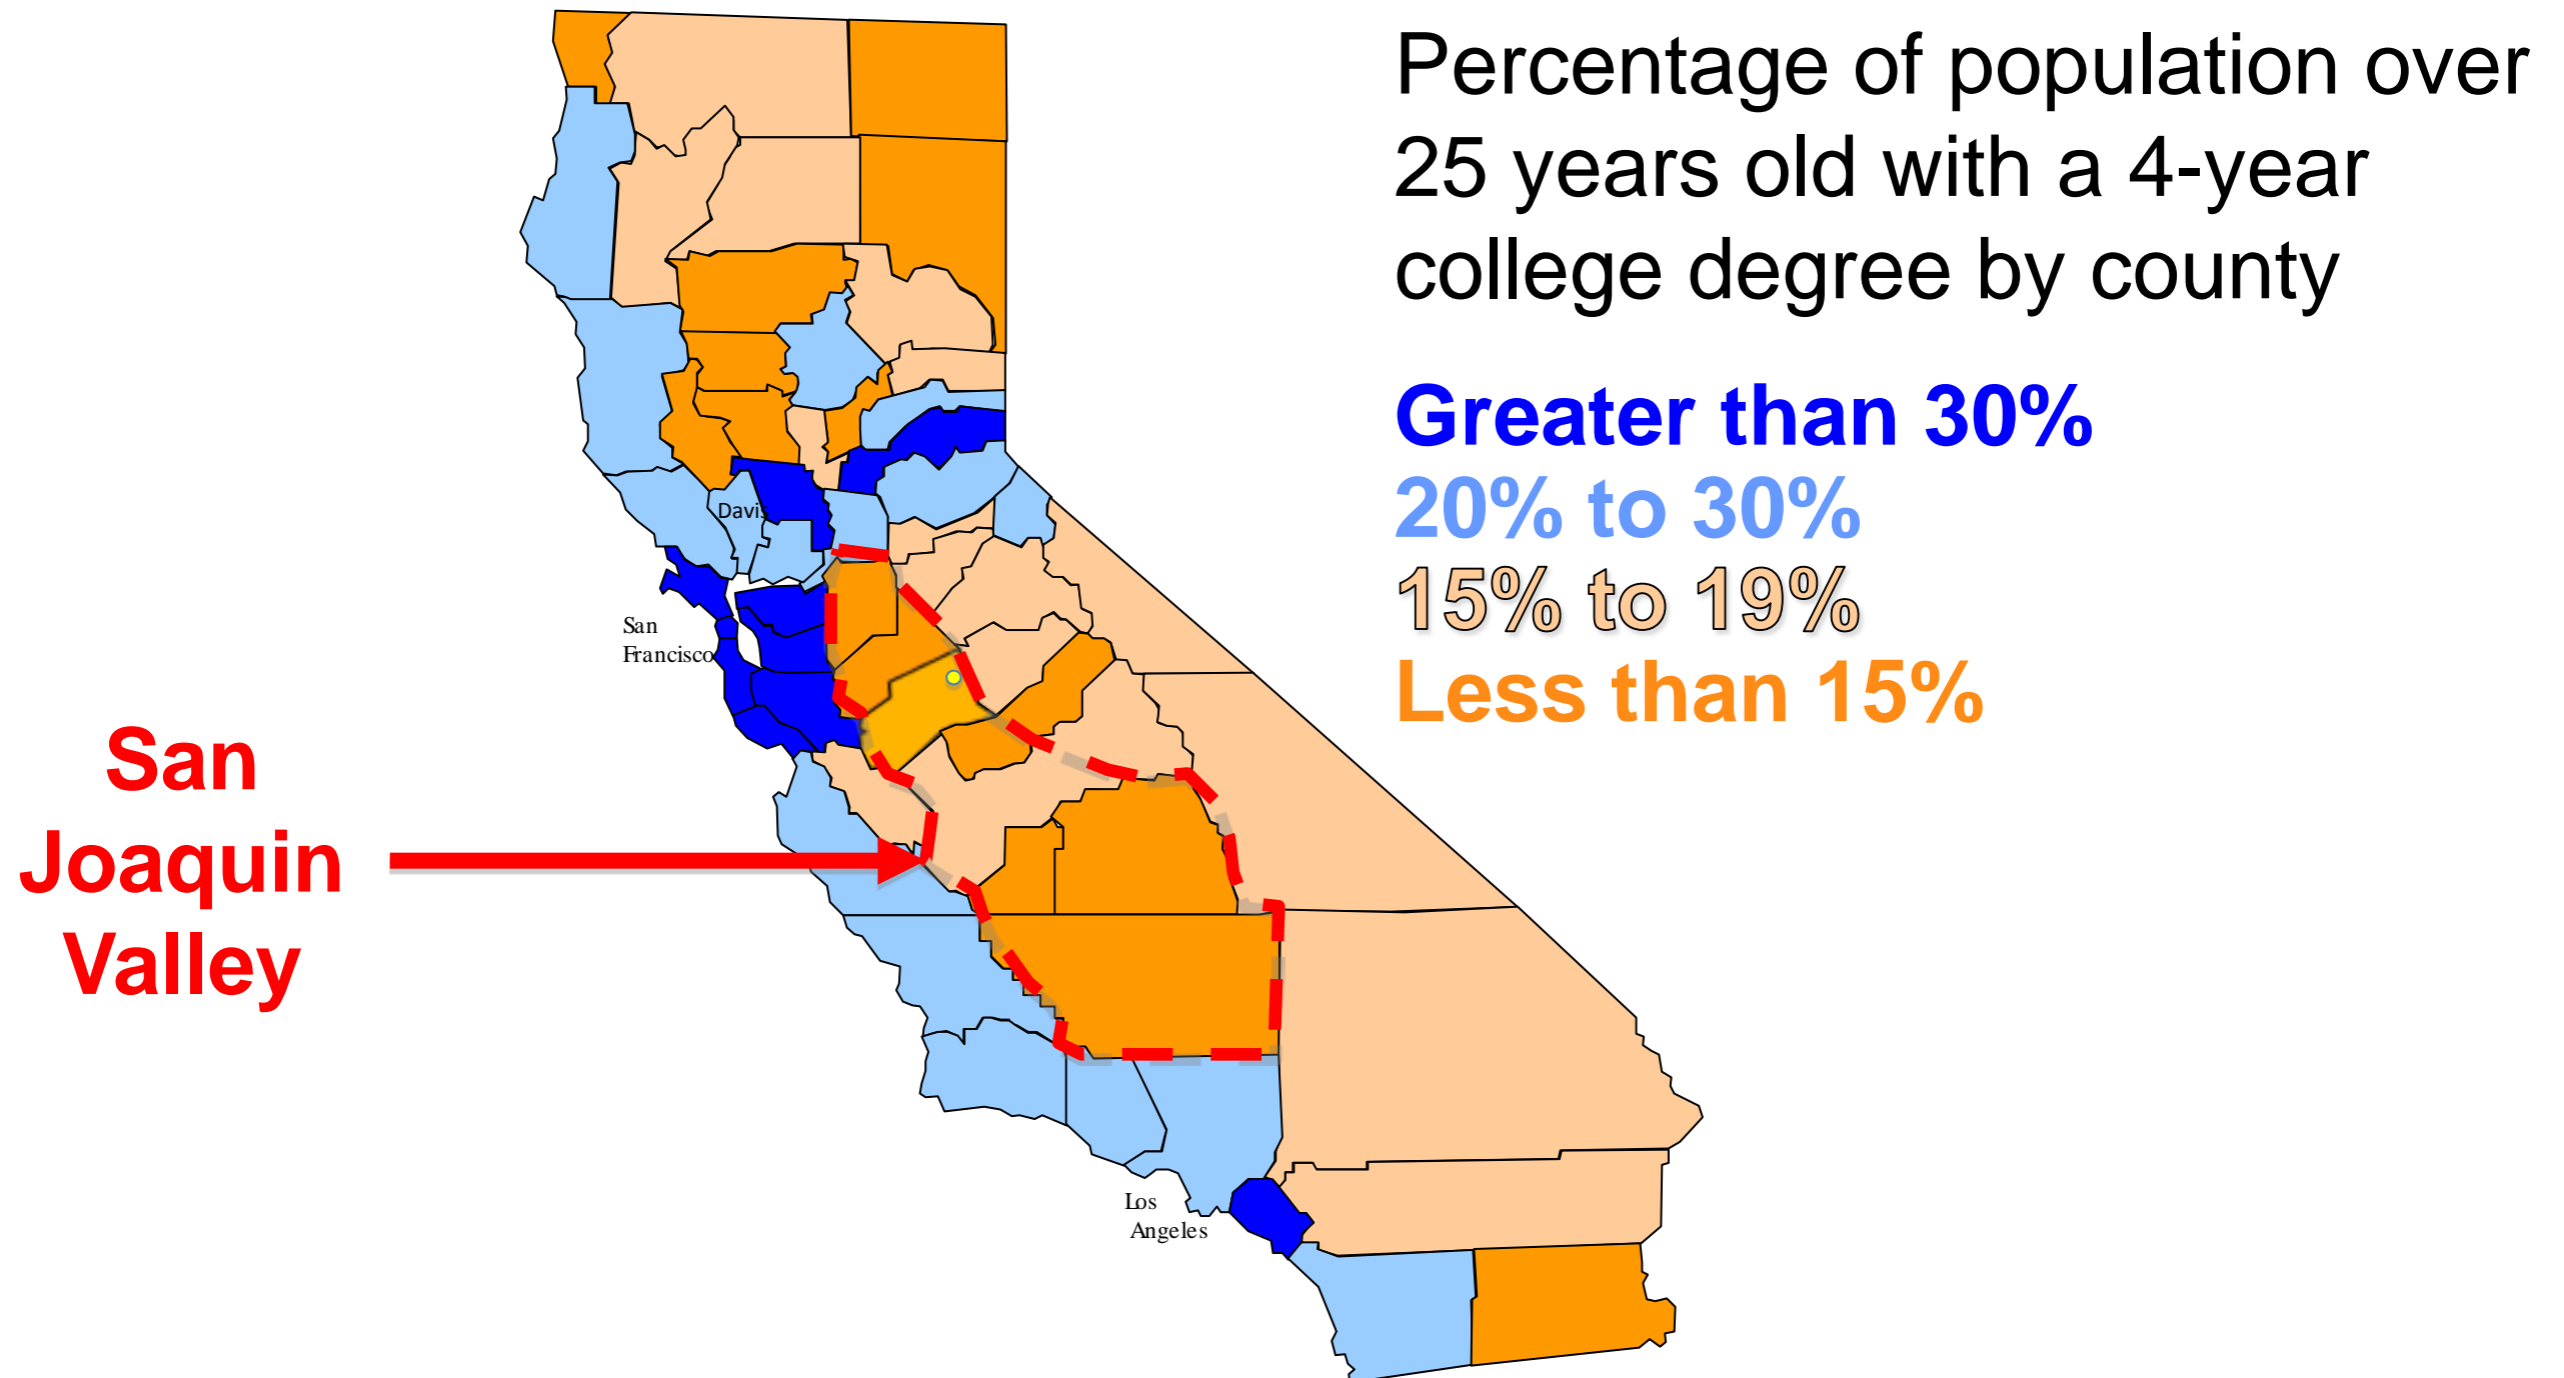 Percentage of population over
25 years old with a 4-year
college degree by county
Greater than 30%
20% to 30%
15% to 19%
Less than 15%
Davis
San
Francisco
San
Joaquin
Valley
Los
Angeles